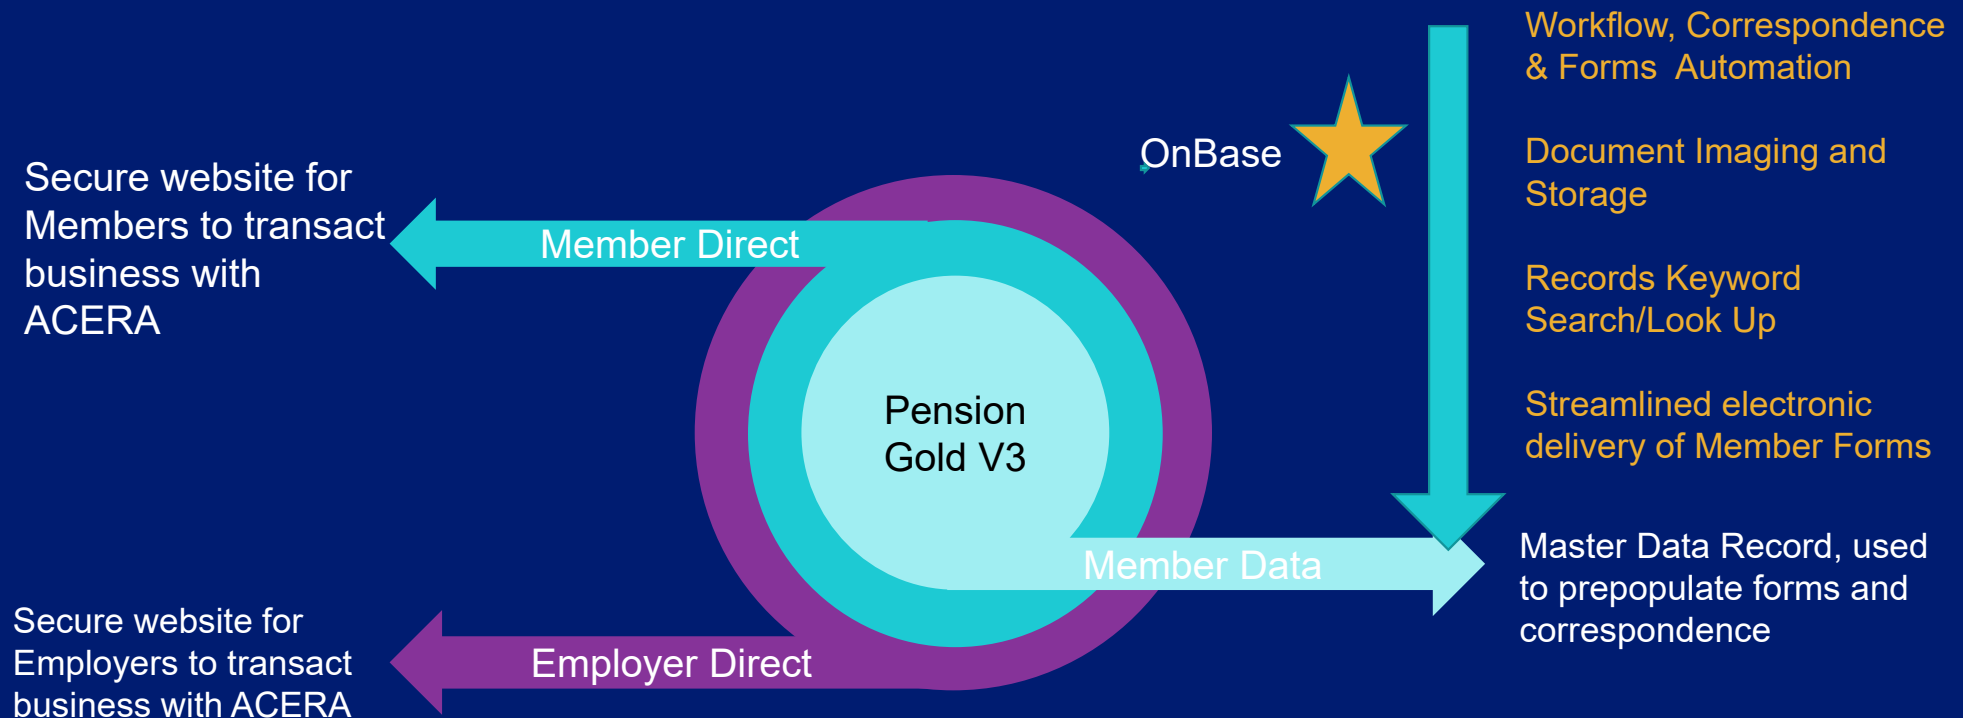 Workflow, Correspondence
& Forms Automation
OnBase
Document Imaging and
Storage
Secure website for
Members to transact
business with
ACERA
Member Direct
Records Keyword
Search/Look Up
Pension
Gold V3
Streamlined electronic
delivery of Member Forms
Member Data
Master Data Record, used
to prepopulate forms and
correspondence
Secure website for
Employers to transact
business with ACERA
Employer Direct